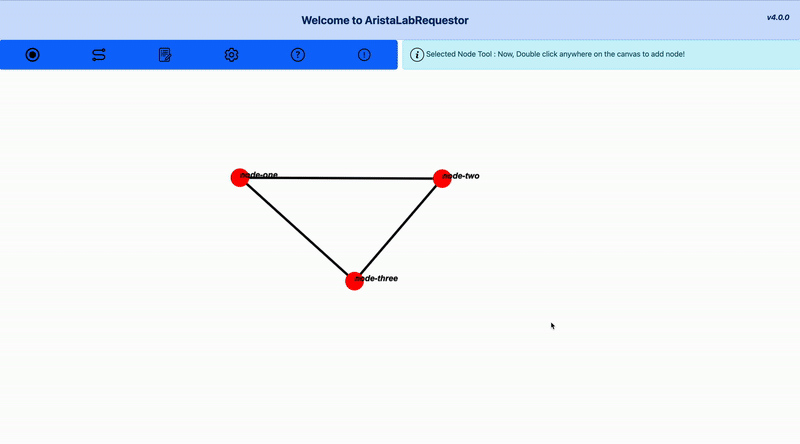 Welcome to AristaLabRequestor
v4.0.0
Selected Node Tool : Now, Double click anywhere on the canvas to add node!
node-one
node-two
node-three